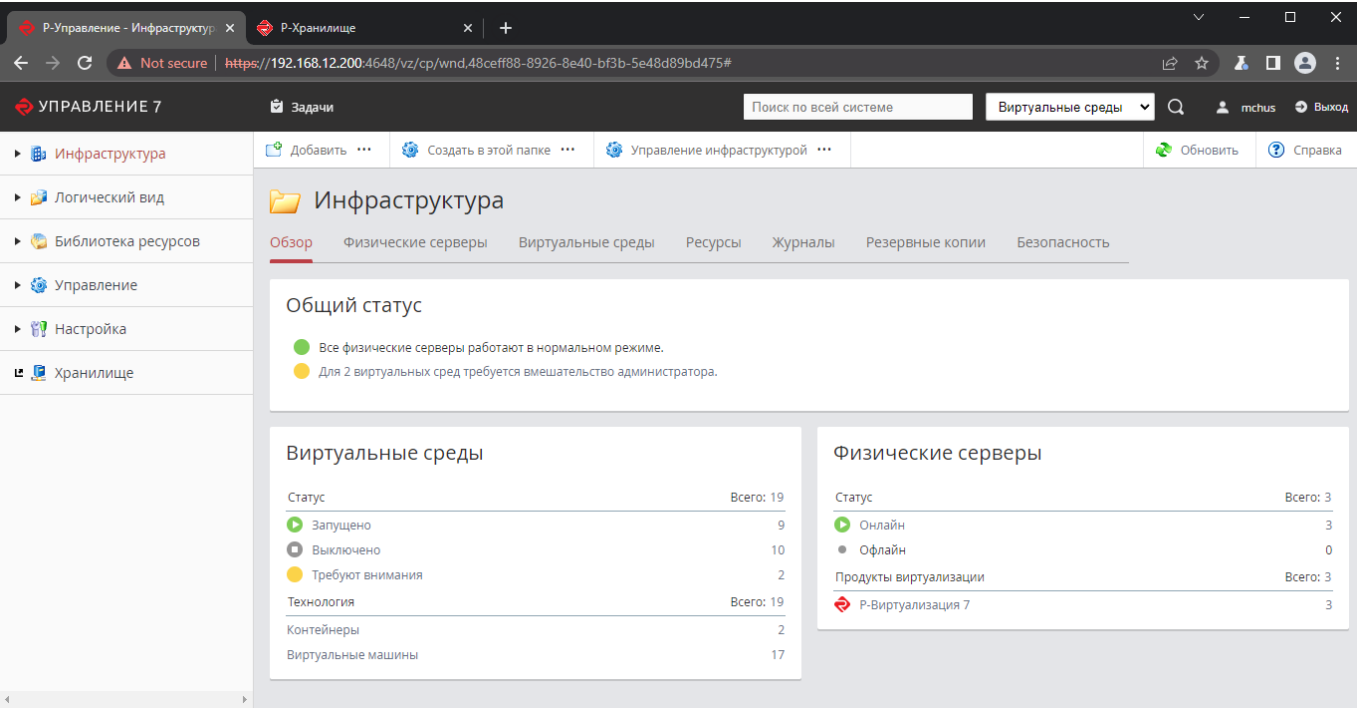 Р-Управление - Инфраструктур
Р-Хранилище
Not secure https://192.168.12.200:4648/vz/cp/wnd,48ceff88-8926-8e40-bf3b-5e48d89bd475#
УПРАВЛЕНИЕ 7
Задачи
Поиск по всей системе
Виртуальные среды
mchus
Выход
Инфраструктура
Логический вид
Библиотека ресурсов
Управление
Настройка
Хранилище
Добавить ···
Создать в этой папке ···
Управление инфраструктурой ···
Обновить
Справка
Инфраструктура
Обзор Физические серверы Виртуальные среды Ресурсы Журналы Резервные копии Безопасность
Общий статус
Все физические серверы работают в нормальном режиме.
Для 2 виртуальных сред требуется вмешательство администратора.
Виртуальные среды
Статус Всего: 19
Запущено 9
Выключено 10
Требуют внимания 2
Технология Всего: 19
Контейнеры 2
Виртуальные машины 17
Физические серверы
Статус Всего: 3
Онлайн 3
Офлайн 0
Продукты виртуализации Всего: 3
Р-Виртуализация 7 3